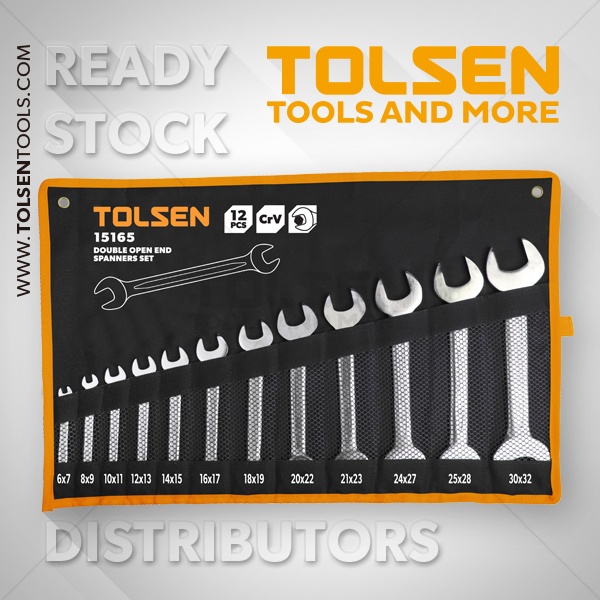 READY
STOCK
TOLSEN
TOOLS AND MORE
WWW.TOLSENTOOLS.COM
TOLSEN
12
PCS
CrV
15165
DOUBLE OPEN END
SPANNERS SET
6x7 8x9 10x11 12x13 14x15 16x17 18x19 20x22 21x23 24x27 25x28 30x32
DISTRIBUTORS